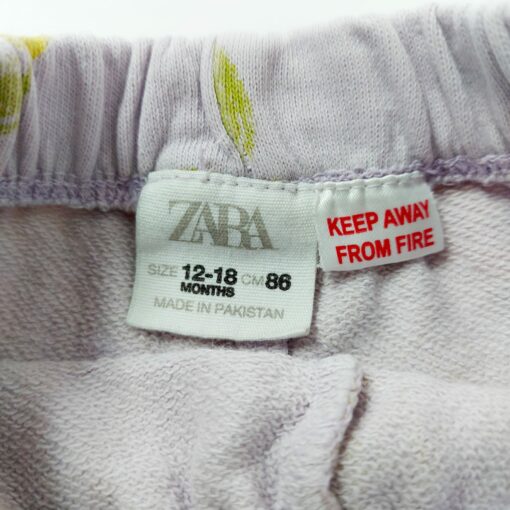 ZARA
SIZE 12-18 CM 86
MONTHS
MADE IN PAKISTAN
KEEP AWAY
FROM FIRE